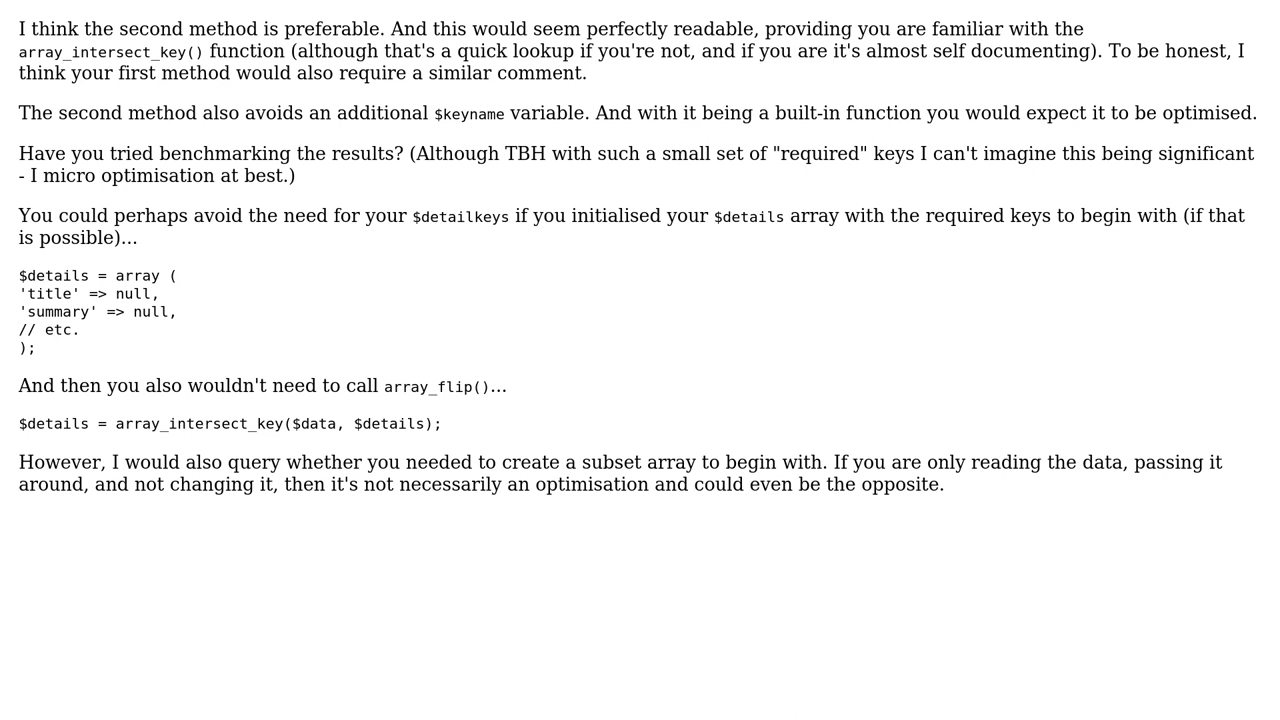 I think the second method is preferable. And this would seem perfectly readable, providing you are familiar with the
array_intersect_key() function (although that's a quick lookup if you're not, and if you are it's almost self documenting). To be honest, I
think your first method would also require a similar comment.
The second method also avoids an additional $keyname variable. And with it being a built-in function you would expect it to be optimised.
Have you tried benchmarking the results? (Although TBH with such a small set of "required" keys I can't imagine this being significant
- I micro optimisation at best.)
You could perhaps avoid the need for your $detailkeys if you initialised your $details array with the required keys to begin with (if that
is possible)...
$details = array (
'title' => null,
'summary' => null,
// etc.
);
And then you also wouldn't need to call array_flip()...
$details = array_intersect_key($data, $details);
However, I would also query whether you needed to create a subset array to begin with. If you are only reading the data, passing it
around, and not changing it, then it's not necessarily an optimisation and could even be the opposite.